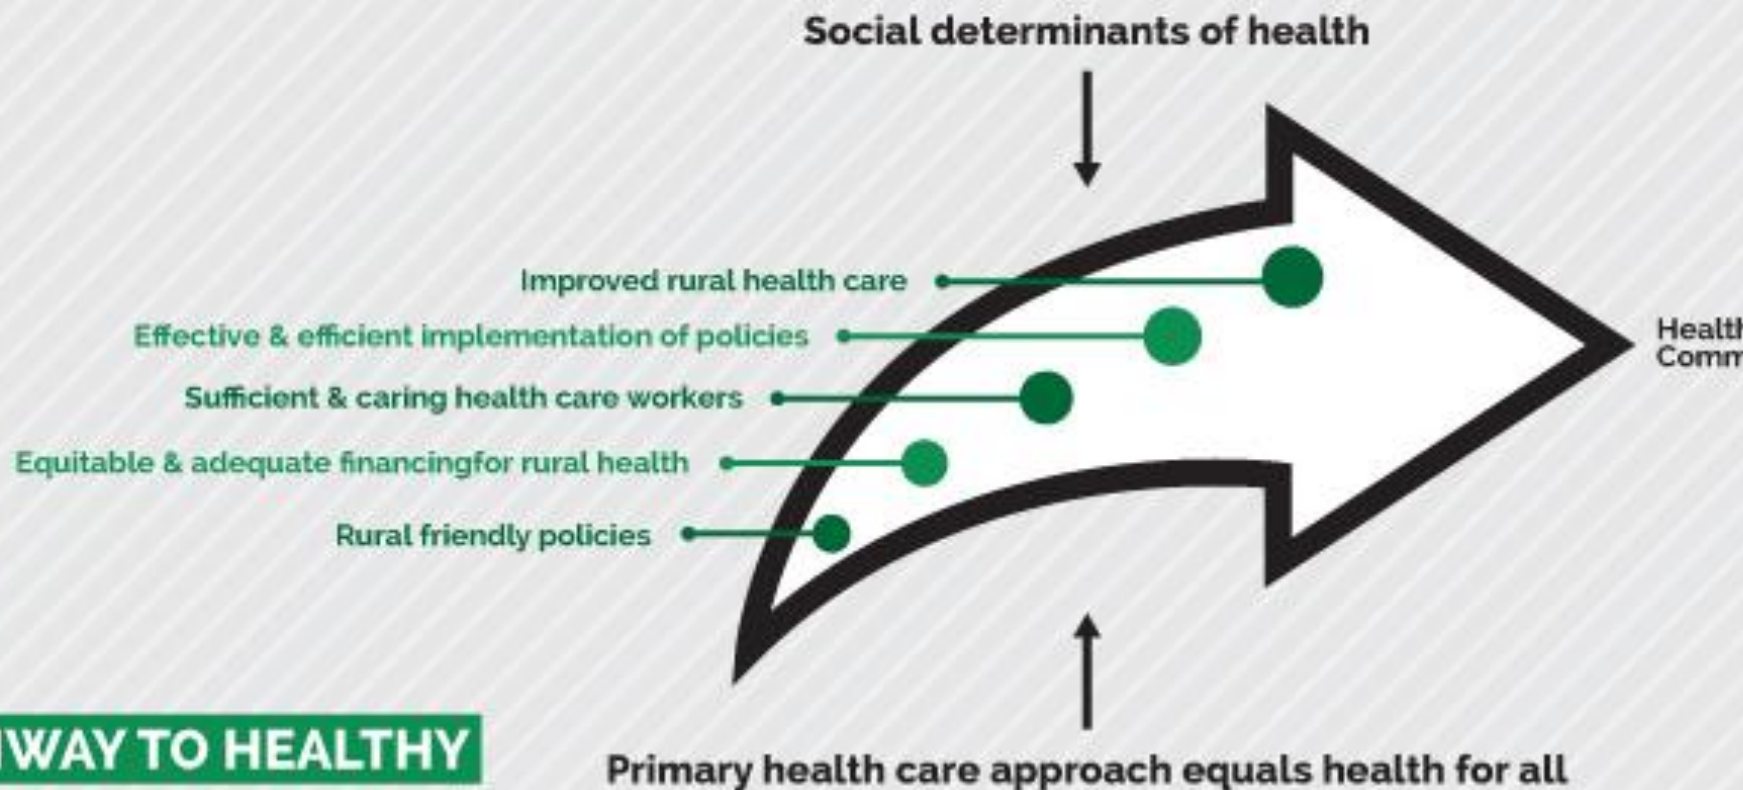 Social determinants of health
Improved rural health care
Effective & efficient implementation of policies
Sufficient & caring health care workers
Equitable & adequate financingfor rural health
Rural friendly policies
TO HEALTHY
Primary health care approach equals health for all